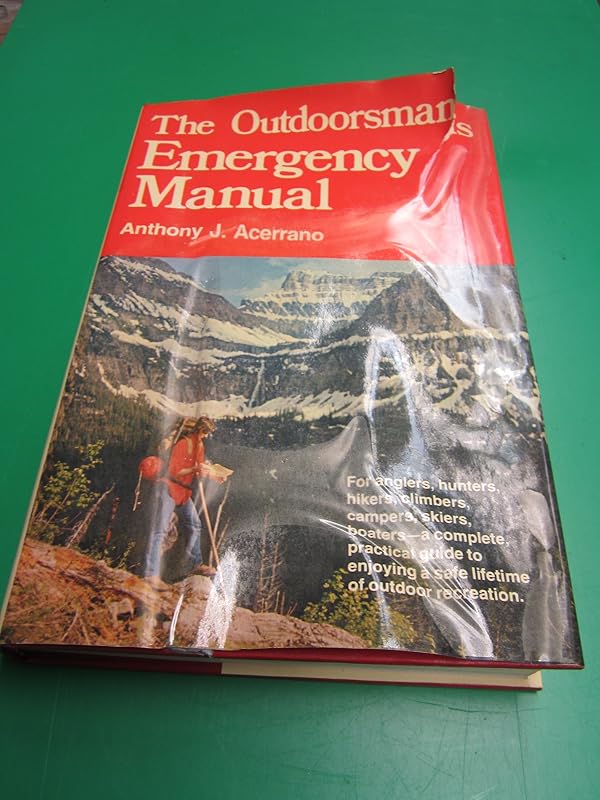 The Outdoorsman's
Emergency
Manual
Anthony J. Acerrano
For anglers, hunters,
hikers, climbers,
campers, skiers,
boaters—a complete,
practical guide to
enjoying a safe lifetime
of outdoor recreation.